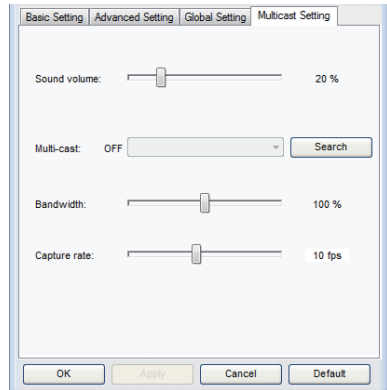 Basic Setting Advanced Setting Global Setting Multicast Setting
Sound volume: 20 %
Multi-cast: OFF Search
Bandwidth: 100 %
Capture rate: 10 fps
OK Apply Cancel Default